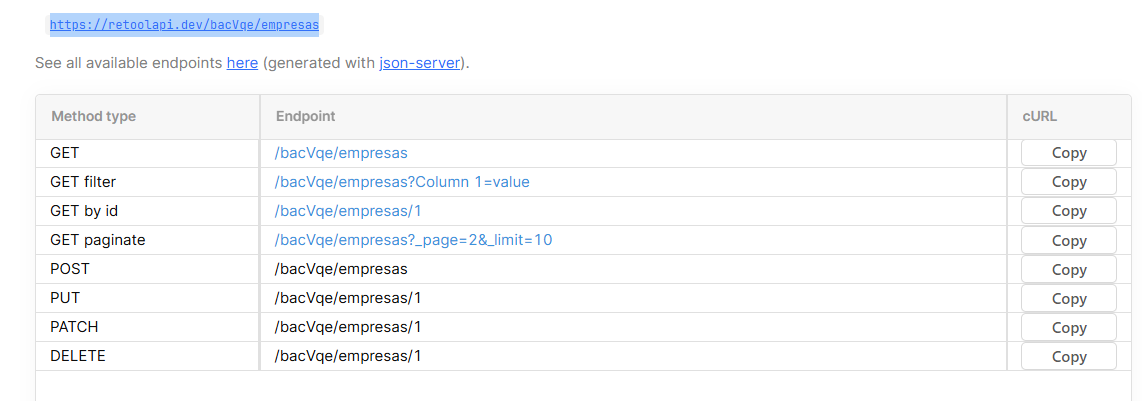 https://retoolapi.dev/bacVqe/empresas
See all available endpoints here (generated with json-server).
Method type Endpoint cURL
GET /bacVqe/empresas Copy
GET filter /bacVqe/empresas?Column 1=value Copy
GET by id /bacVqe/empresas/1 Copy
GET paginate /bacVqe/empresas?_page=2&_limit=10 Copy
POST /bacVqe/empresas Copy
PUT /bacVqe/empresas/1 Copy
PATCH /bacVqe/empresas/1 Copy
DELETE /bacVqe/empresas/1 Copy